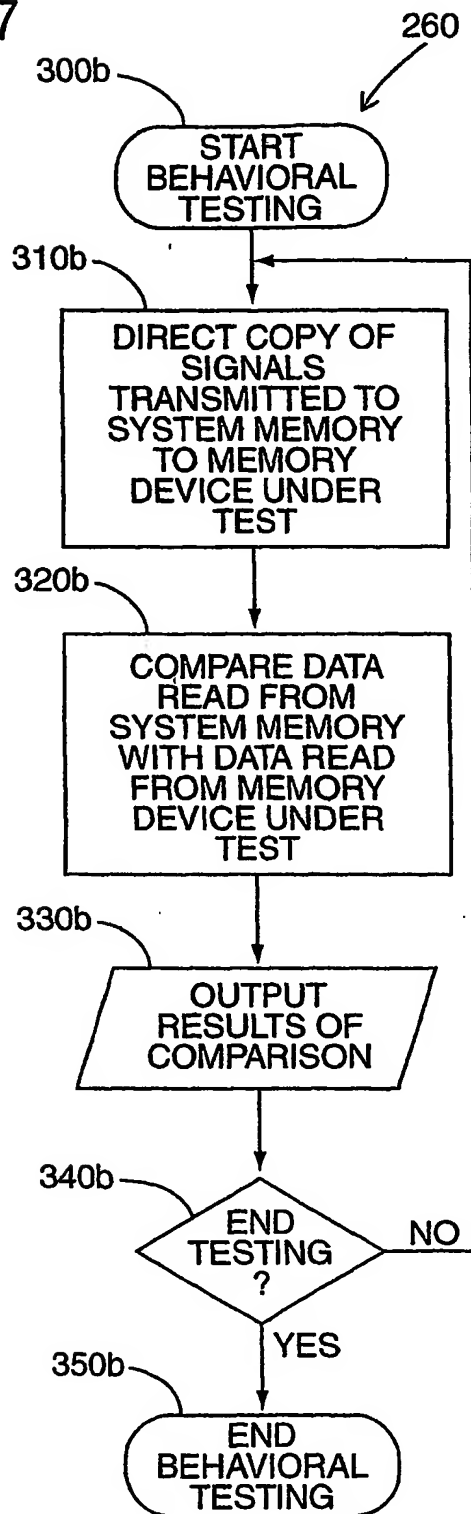 7
260
300b
START
BEHAVIORAL
TESTING
310b
DIRECT COPY OF
SIGNALS
TRANSMITTED TO
SYSTEM MEMORY
TO MEMORY
DEVICE UNDER
TEST
320b
COMPARE DATA
READ FROM
SYSTEM MEMORY
WITH DATA READ
FROM MEMORY
DEVICE UNDER
TEST
330b
OUTPUT
RESULTS OF
COMPARISON
340b
END
TESTING
?
NO
YES
350b
END
BEHAVIORAL
TESTING